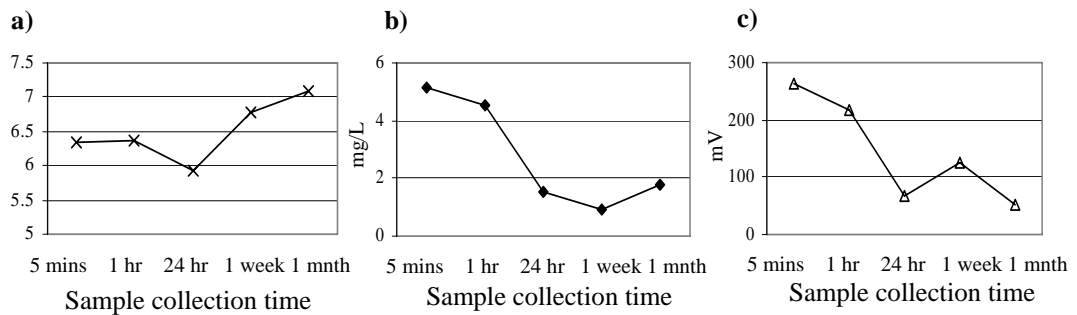 a)
7.5
7
6.5
6
5.5
5
5 mins 1 hr 24 hr 1 week 1 mnth
Sample collection time
b)
6
4
2
0
mg/L
5 mins 1 hr 24 hr 1 week 1 mnth
Sample collection time
c)
300
200
100
0
mV
5 mins 1 hr 24 hr 1 week 1 mnth
Sample collection time